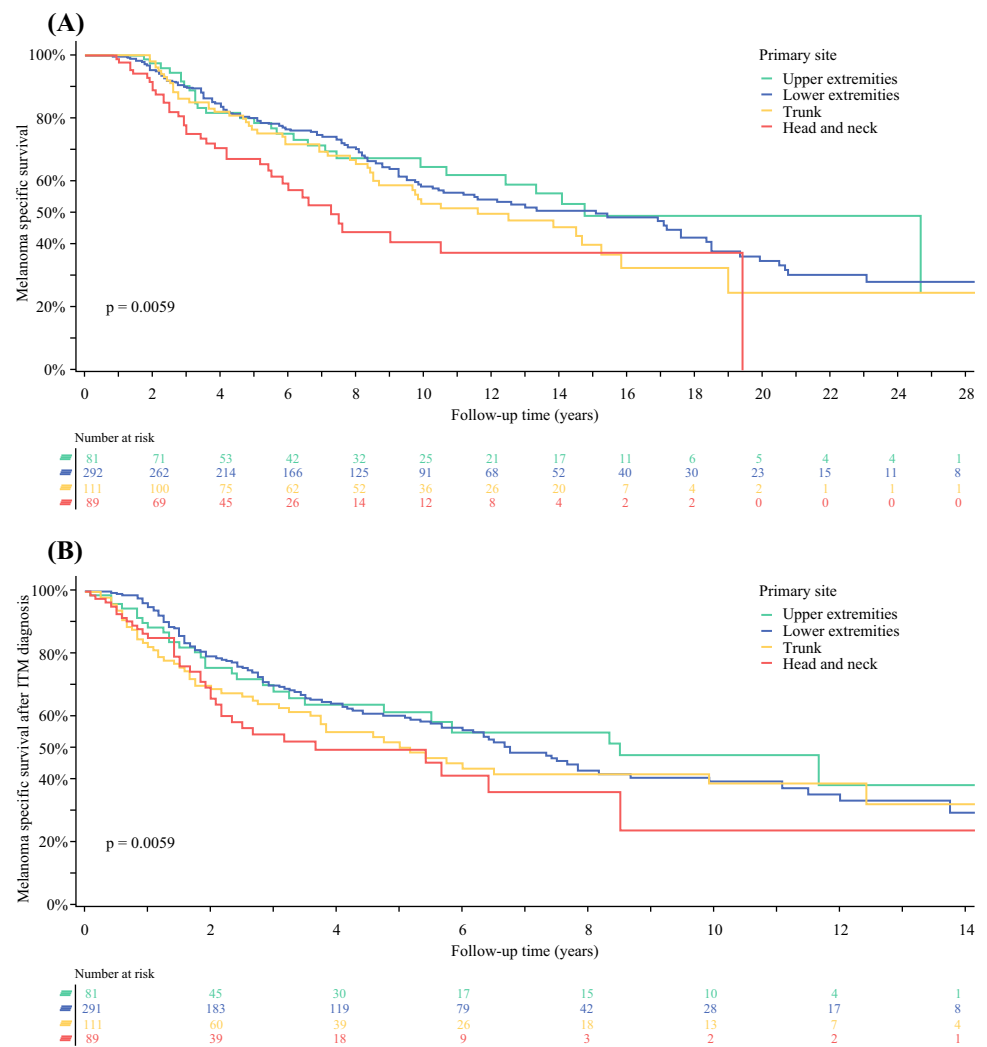 (A)
Melanoma specific survival
100%
80%
60%
50%
40%
20%
0%
Primary site
Upper extremities
Lower extremities
Trunk
Head and neck
p = 0.0059
0 2 4 6 8 10 12 14 16 18 20 22 24 26 28
Follow-up time (years)
Number at risk
81 71 53 42 32 25 21 17 11 6 5 4 4 1
292 262 214 166 125 91 68 52 40 30 23 15 11 8
111 100 75 62 52 36 26 20 7 4 2 1 1 1
89 69 45 26 14 12 8 4 2 2 0 0 0 0
(B)
Melanoma specific survival after ITM diagnosis
100%
80%
60%
50%
40%
20%
0%
Primary site
Upper extremities
Lower extremities
Trunk
Head and neck
p = 0.0059
0 2 4 6 8 10 12 14
Follow-up time (years)
Number at risk
81 45 30 17 15 10 4 1
291 183 119 79 42 28 17 8
111 60 39 26 18 13 7 4
89 39 18 9 3 2 2 1